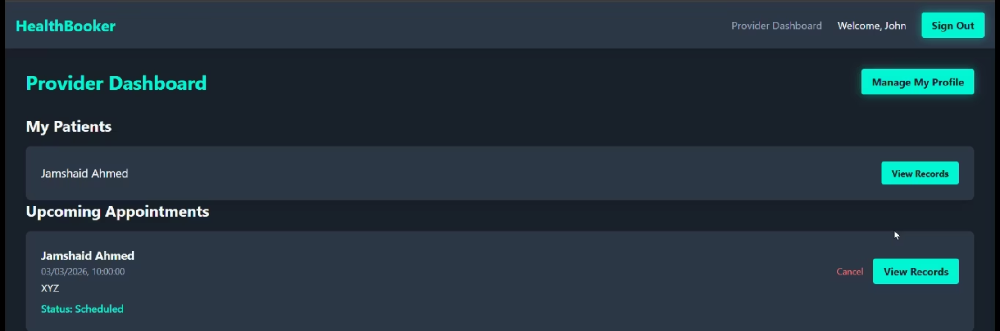 HealthBooker
Provider Dashboard
Welcome, John
Sign Out
Provider Dashboard
Manage My Profile
My Patients
Jamshaid Ahmed
View Records
Upcoming Appointments
Jamshaid Ahmed
03/03/2026, 10:00:00
XYZ
Status: Scheduled
Cancel
View Records